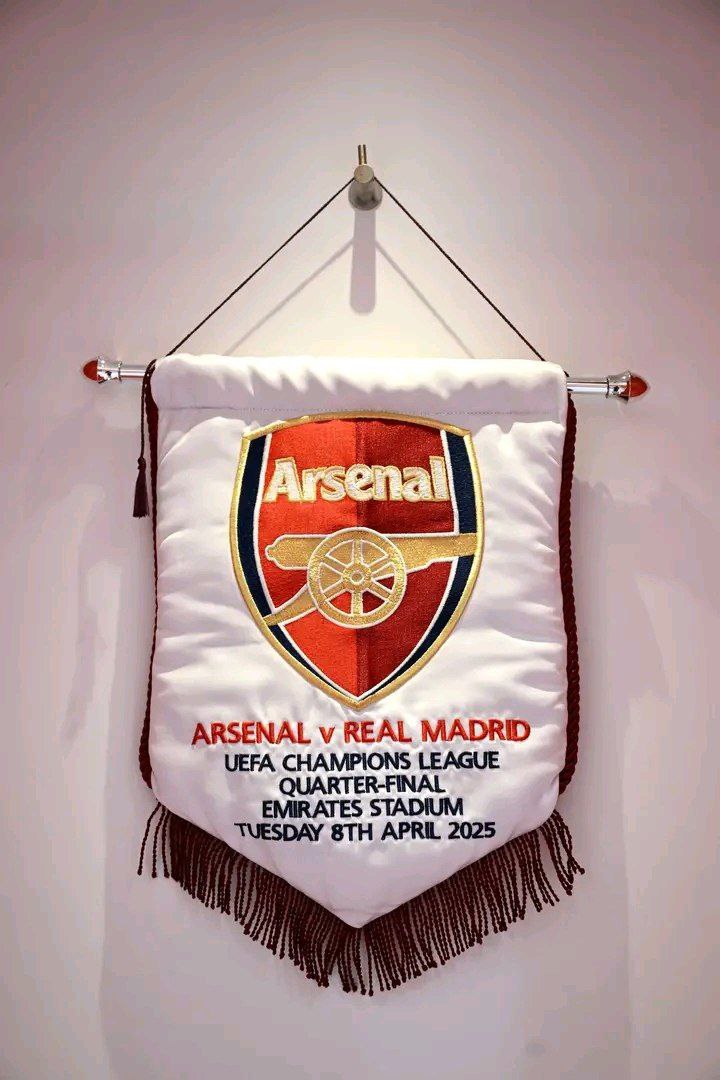 Arsenal
ARSENAL v REAL MADRID
UEFA CHAMPIONS LEAGUE
QUARTER-FINAL
EMIRATES STADIUM
TUESDAY 8TH APRIL 2025